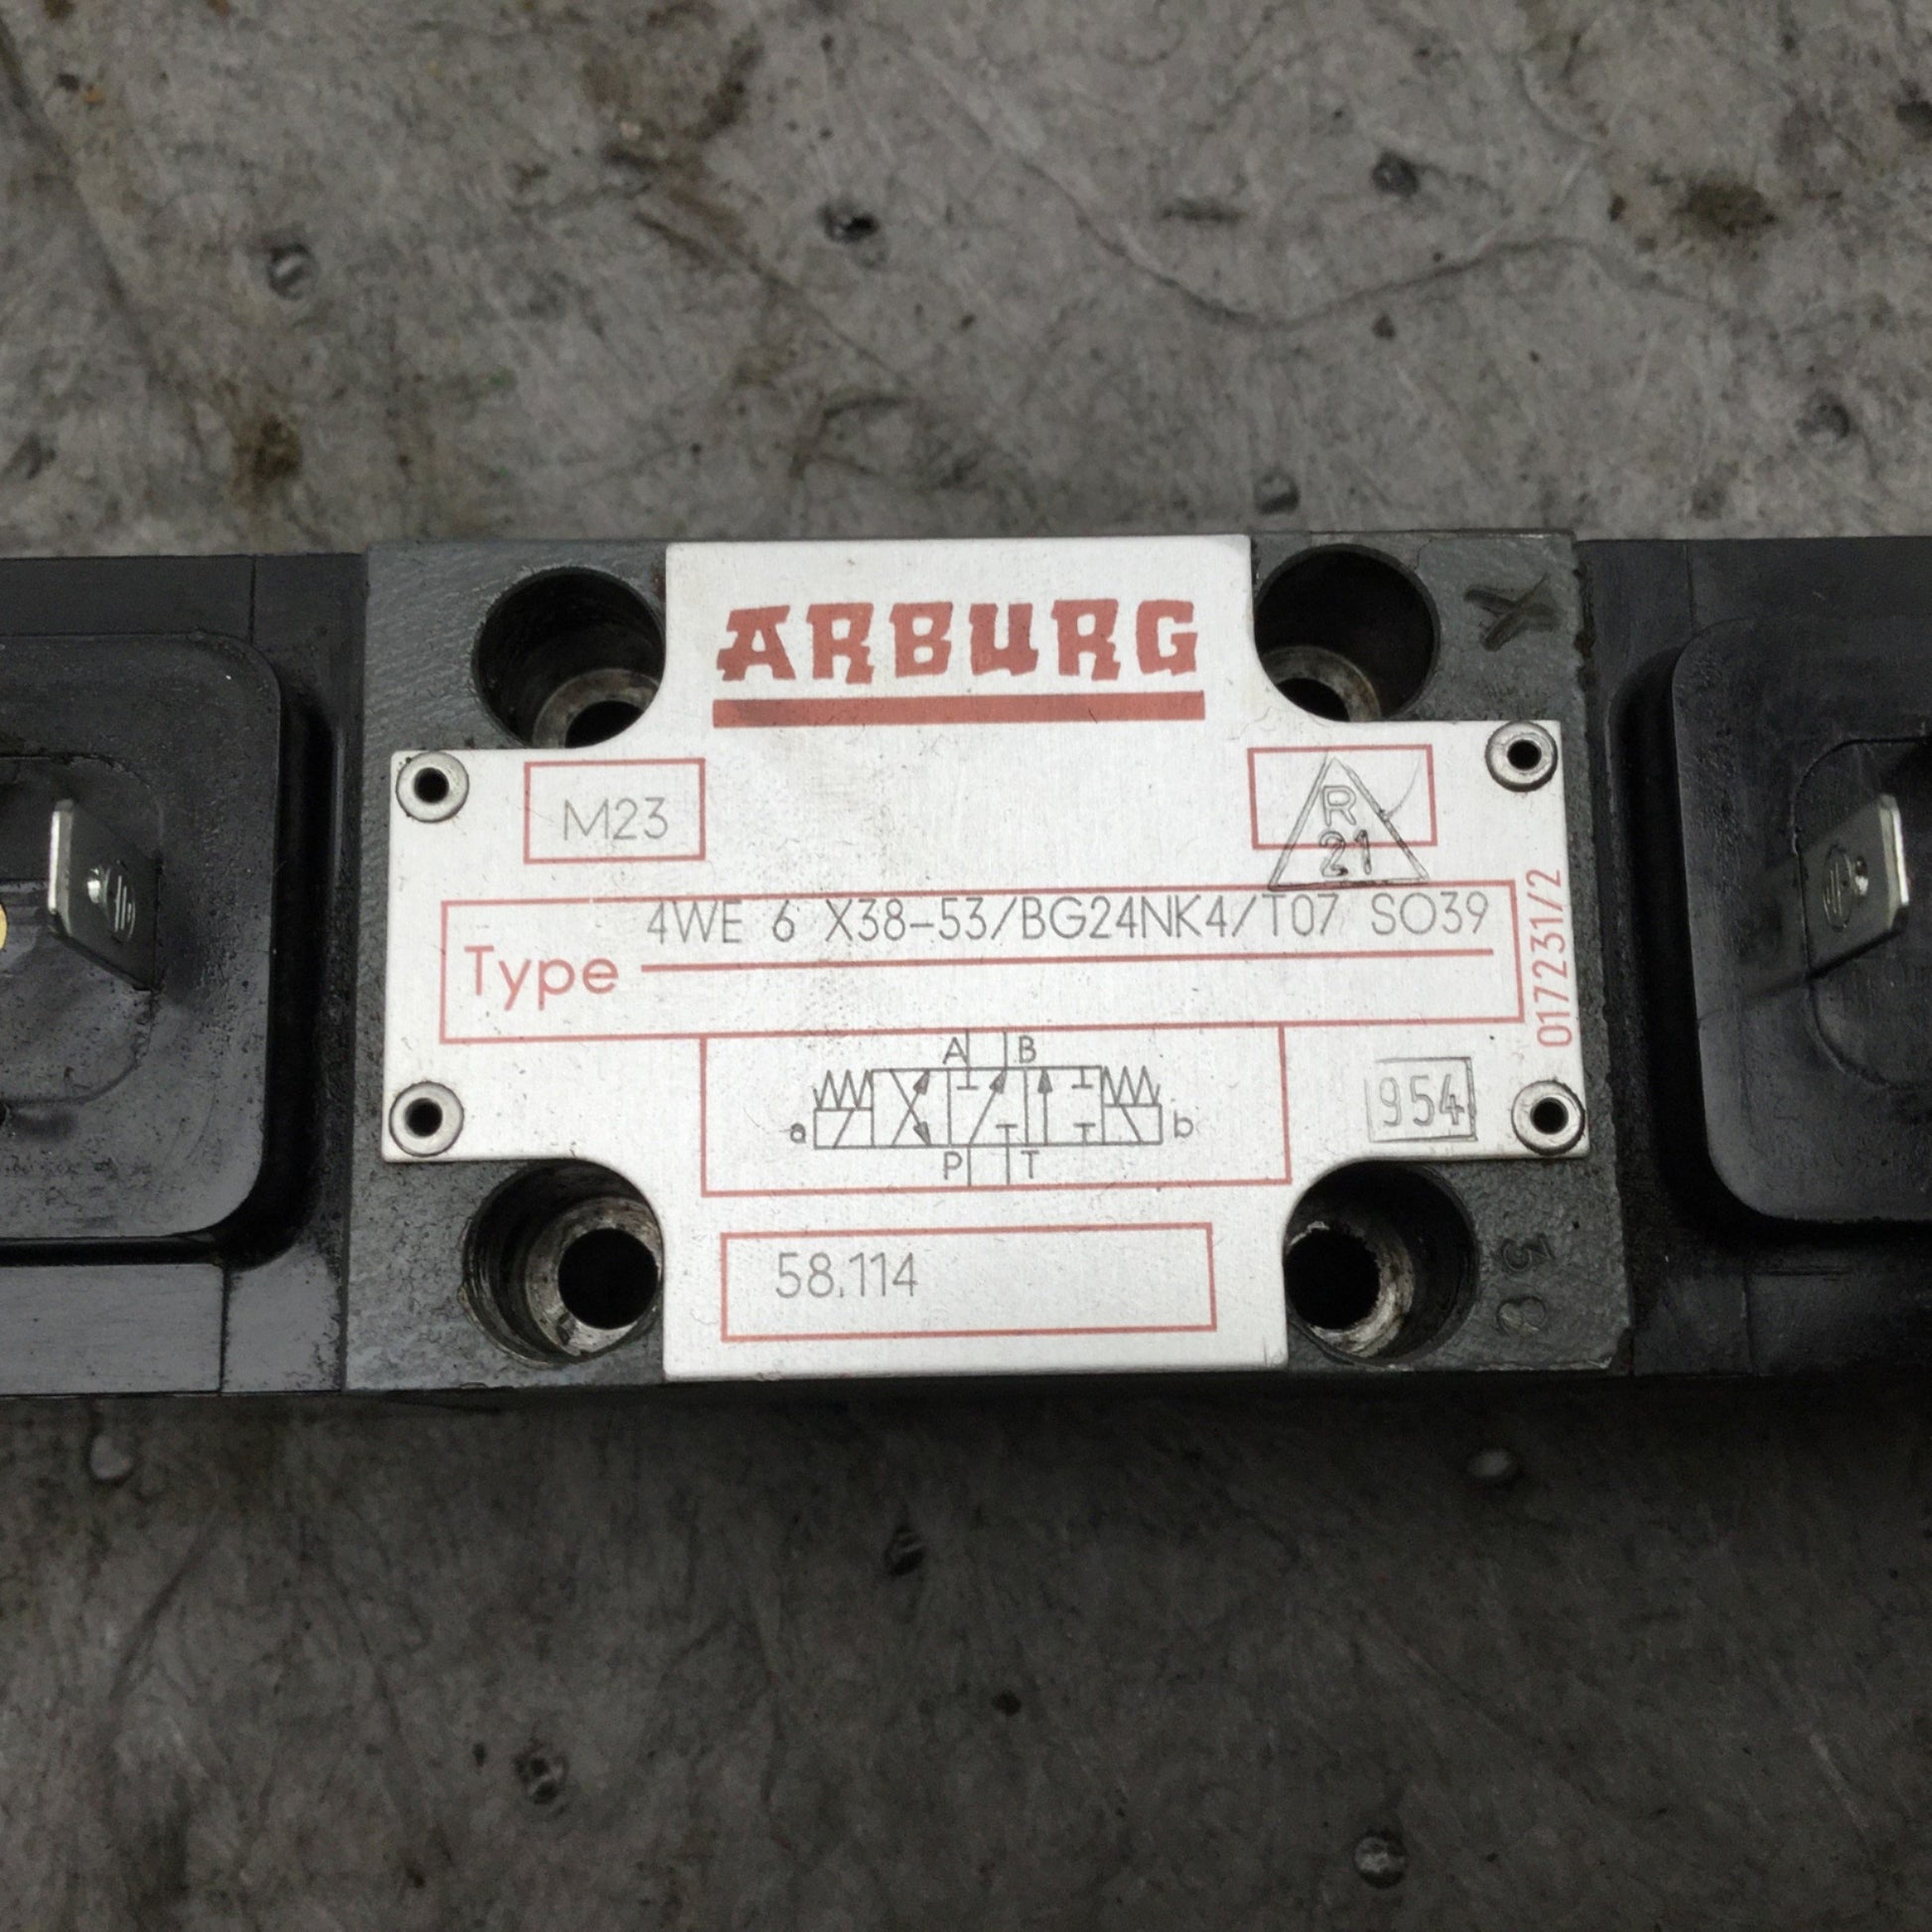 ARBURG
X
M23
R
21
4WE 6 X38-53/BG24NK4/T07 SO39
Type
017231/2
A B
a b
P T
954
58.114